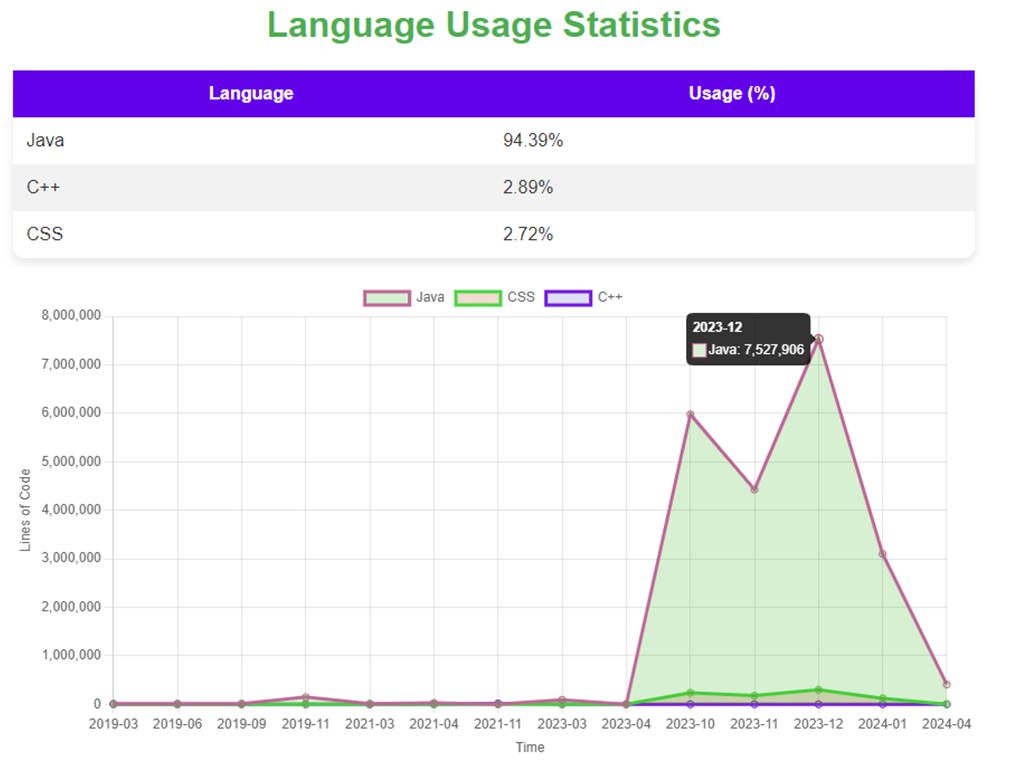 Language Usage Statistics
Language Usage (%)
Java 94.39%
C++ 2.89%
CSS 2.72%
Java CSS C++
8,000,000
2023-12
Java: 7,527,906
7,000,000
6,000,000
5,000,000
4,000,000
3,000,000
2,000,000
1,000,000
0
Lines of Code
2019-03 2019-06 2019-09 2019-11 2021-03 2021-04 2021-11 2023-03 2023-04 2023-10 2023-11 2023-12 2024-01 2024-04
Time